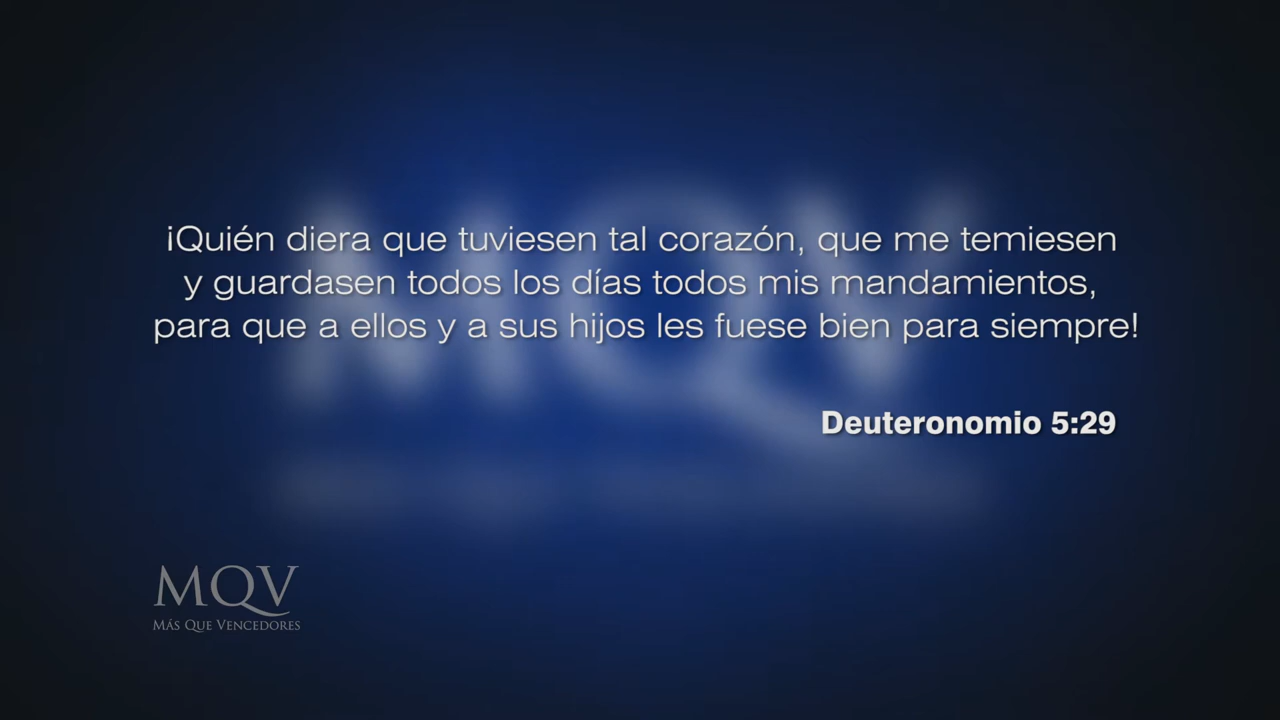 ¡Quién diera que tuviesen tal corazón, que me temiesen
y guardasen todos los días todos mis mandamientos,
para que a ellos y a sus hijos les fuese bien para siempre!
Deuteronomio 5:29
MQV
Más Que Vencedores